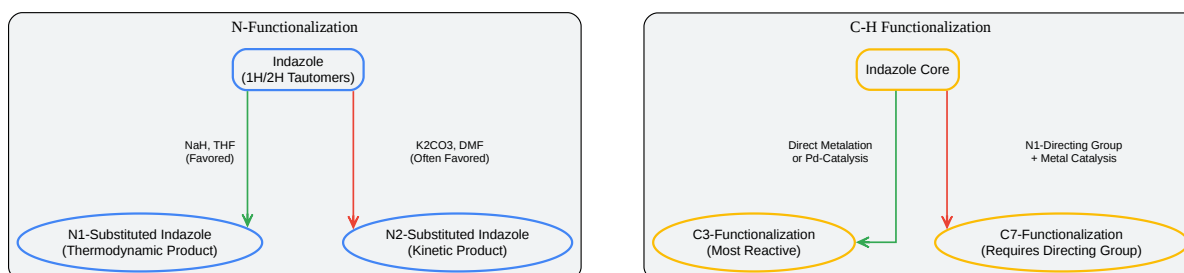 N-Functionalization
Indazole
(1H/2H Tautomers)
NaH, THF
(Favored)
K2CO3, DMF
(Often Favored)
N1-Substituted Indazole
(Thermodynamic Product)
N2-Substituted Indazole
(Kinetic Product)
C-H Functionalization
Indazole Core
Direct Metalation
or Pd-Catalysis
N1-Directing Group
+ Metal Catalysis
C3-Functionalization
(Most Reactive)
C7-Functionalization
(Requires Directing Group)